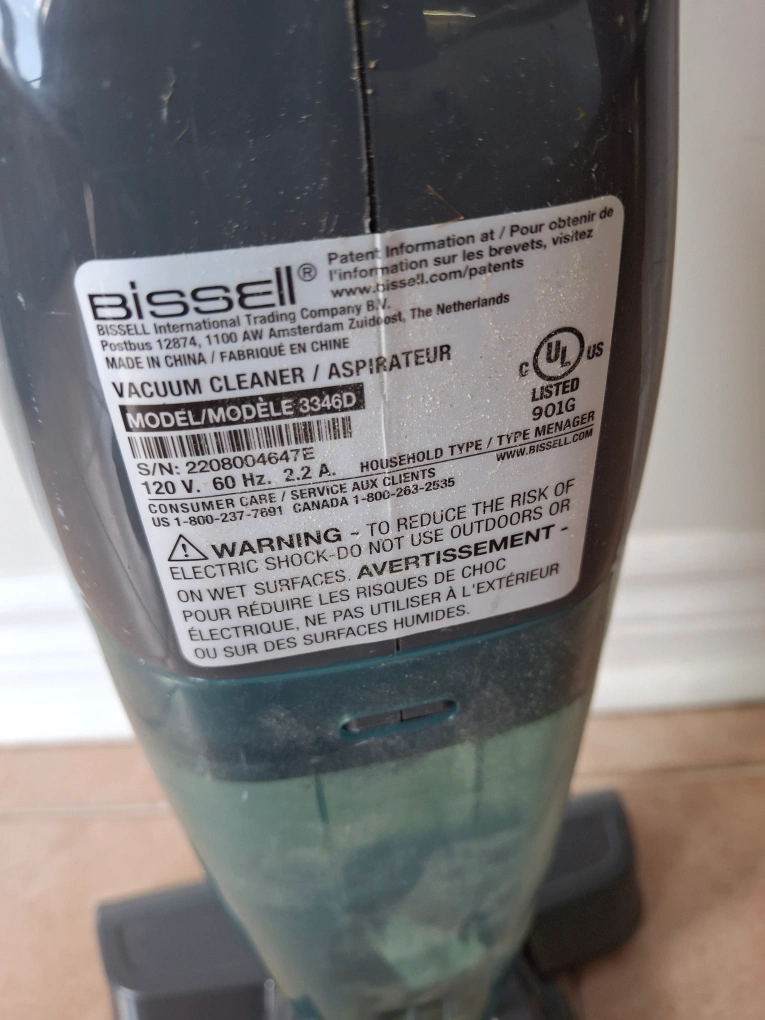 BISSELL®
Patent Information at / Pour obtenir de
l'information sur les brevets, visitez
www.bissell.com/patents
BISSELL International Trading Company B.V.
Postbus 12874, 1100 AW Amsterdam Zuidoost, The Netherlands
MADE IN CHINA / FABRIQUÉ EN CHINE
VACUUM CLEANER / ASPIRATEUR
MODEL/MODÈLE 3346D
C UL US
LISTED
901G
S/N: 2208004647E
120 V. 60 Hz. 2.2 A. HOUSEHOLD TYPE / TYPE MENAGER
CONSUMER CARE / SERVICE AUX CLIENTS WWW.BISSELL.COM
US 1-800-237-7691 CANADA 1-800-263-2535
WARNING - TO REDUCE THE RISK OF
ELECTRIC SHOCK-DO NOT USE OUTDOORS OR
ON WET SURFACES. AVERTISSEMENT -
POUR RÉDUIRE LES RISQUES DE CHOC
ÉLECTRIQUE, NE PAS UTILISER À L'EXTÉRIEUR
OU SUR DES SURFACES HUMIDES.